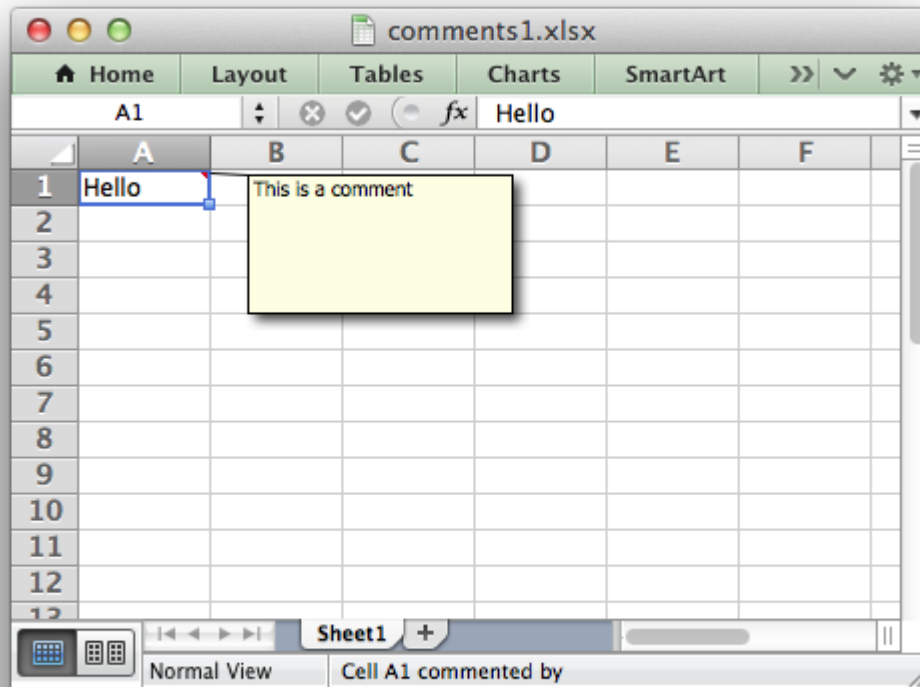 comments1.xlsx
Home Layout Tables Charts SmartArt
A1 fx Hello
A B C D E F
1 Hello This is a comment
2
3
4
5
6
7
8
9
10
11
12
13
Sheet1
Normal View Cell A1 commented by